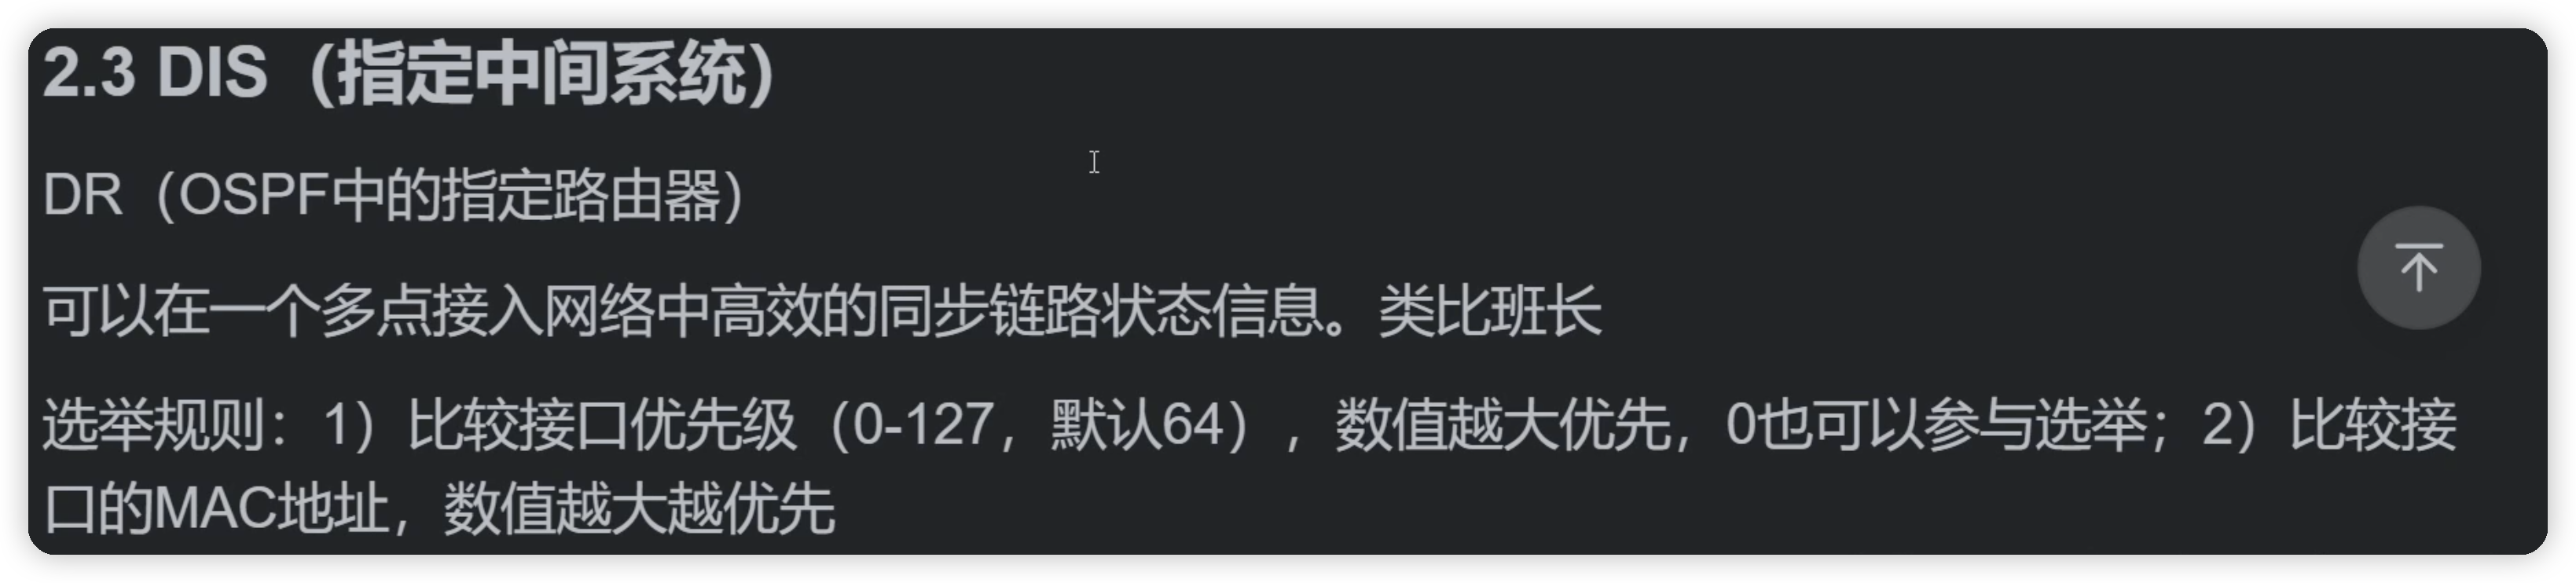 2.3 DIS（指定中间系统）
DR（OSPF中的指定路由器）
可以在一个多点接入网络中高效的同步链路状态信息。类比班长
选举规则：1）比较接口优先级（0-127，默认64），数值越大优先，0也可以参与选举；2）比较接
口的MAC地址，数值越大越优先